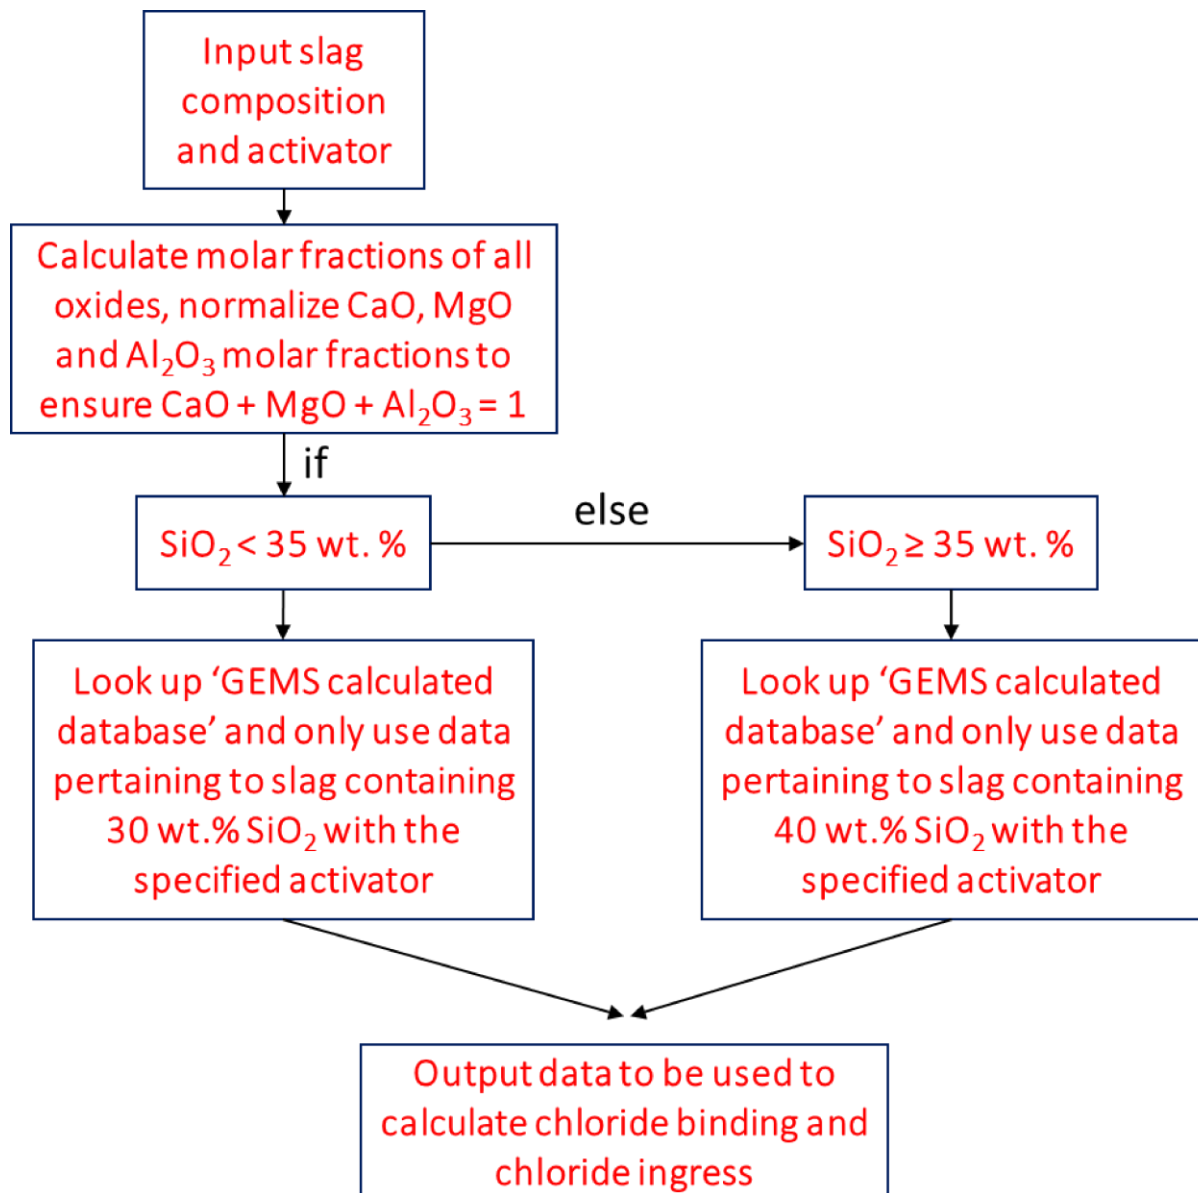 Input slag
composition
and activator
Calculate molar fractions of all
oxides, normalize CaO, MgO
and Al₂O₃ molar fractions to
ensure CaO + MgO + Al₂O₃ = 1
if
else
SiO₂ < 35 wt. %
SiO₂ ≥ 35 wt. %
Look up ‘GEMS calculated
database’ and only use data
pertaining to slag containing
30 wt.% SiO₂ with the
specified activator
Look up ‘GEMS calculated
database’ and only use data
pertaining to slag containing
40 wt.% SiO₂ with the
specified activator
Output data to be used to
calculate chloride binding and
chloride ingress